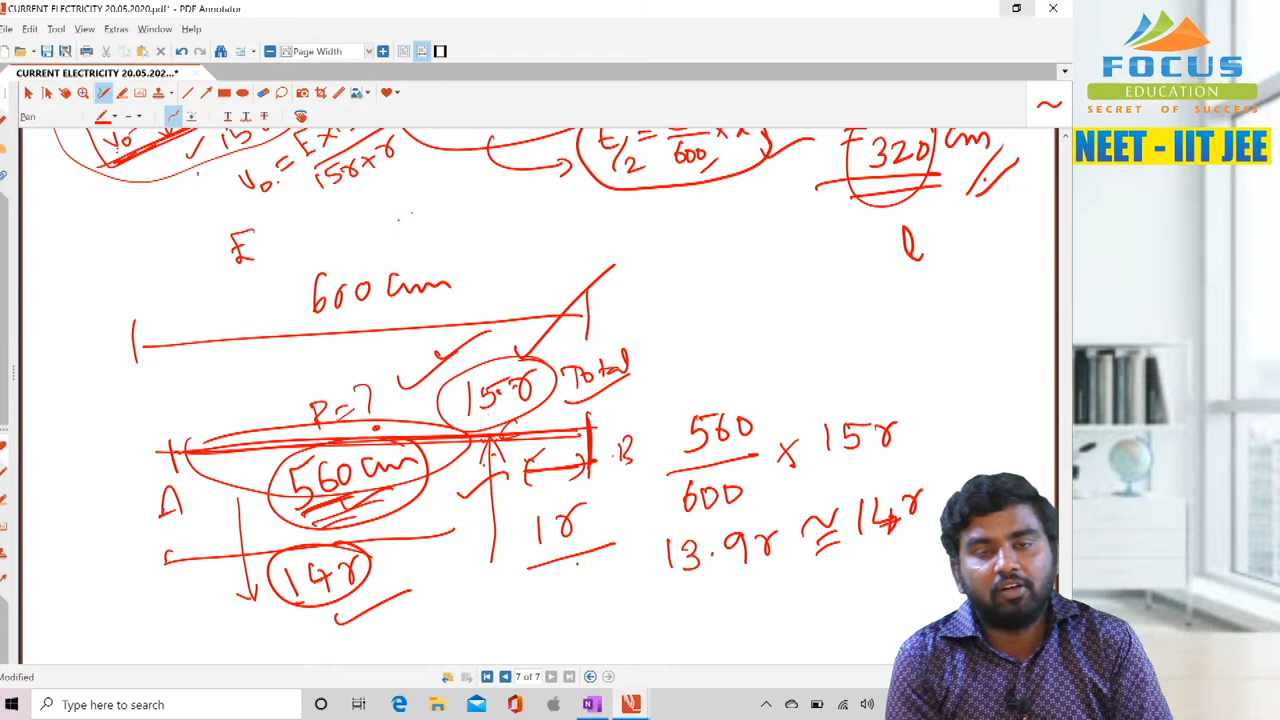 CURRENT ELECTRICITY 20.05.2020.pdf* - PDF Annotator
File Edit Tool View Extras Window Help
Page Width
CURRENT ELECTRICITY 20.05.202...*
Pen
FOCUS
EDUCATION
SECRET OF SUCCESS
NEET - IIT JEE
600
15r x r
320 cm
E
l
600 cm
15r Total
P=?
560 cm
A
B
1r
14r
560
600
x 15r
13.9r ≅ 14r
Modified
7 of 7
Type here to search